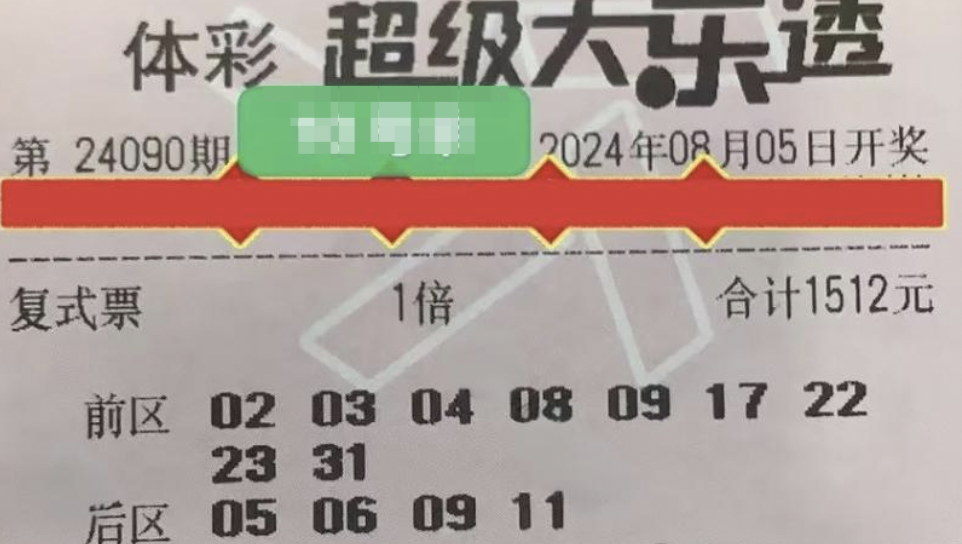 体彩 超级大乐透
第 24090期 2024年08月05日开奖
复式票 1倍 合计1512元
前区 02 03 04 08 09 17 22
23 31
后区 05 06 09 11